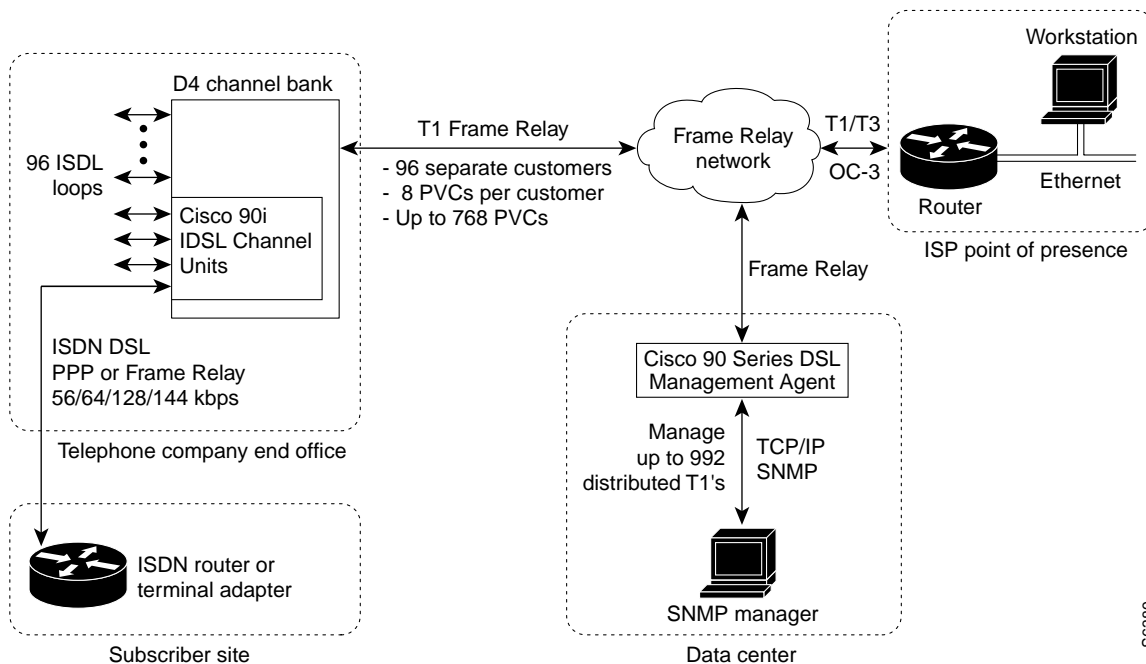 D4 channel bank
96 ISDL
loops
Cisco 90i
IDSL Channel
Units
ISDN DSL
PPP or Frame Relay
56/64/128/144 kbps
Telephone company end office
ISDN router or
terminal adapter
Subscriber site
T1 Frame Relay
- 96 separate customers
- 8 PVCs per customer
- Up to 768 PVCs
Frame Relay
network
T1/T3
OC-3
Workstation
Router
Ethernet
ISP point of presence
Frame Relay
Cisco 90 Series DSL
Management Agent
Manage
up to 992
distributed T1's
TCP/IP
SNMP
SNMP manager
Data center